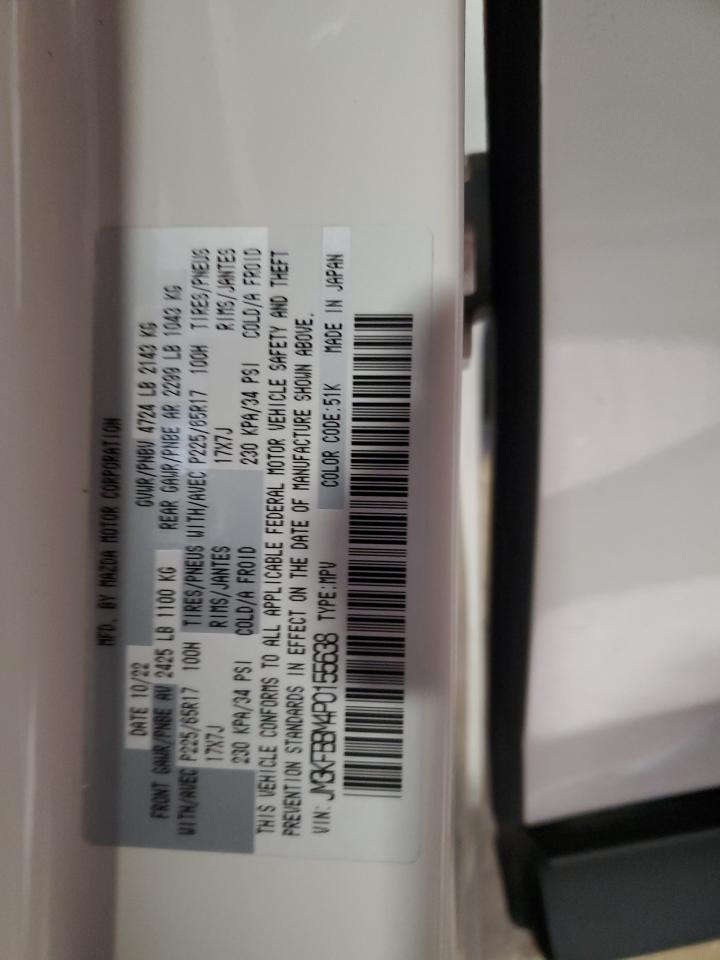 MFD. BY MAZDA MOTOR CORPORATION
DATE 10/22 GVWR/PNBV 4724 LB 2143 KG
FRONT GAWR/PNBE AV 2425 LB 1100 KG REAR GAWR/PNBE AR 2299 LB 1043 KG
WITH/AVEC P225/65R17 100H TIRES/PNEUS WITH/AVEC P225/65R17 100H TIRES/PNEUS
17X7J RIMS/JANTES 17X7J RIMS/JANTES
230 KPA/34 PSI COLD/A FROID 230 KPA/34 PSI COLD/A FROID
THIS VEHICLE CONFORMS TO ALL APPLICABLE FEDERAL MOTOR VEHICLE SAFETY AND THEFT
PREVENTION STANDARDS IN EFFECT ON THE DATE OF MANUFACTURE SHOWN ABOVE.
VIN: JM3KFBBM4P0155638 TYPE:MPV COLOR CODE:51K MADE IN JAPAN